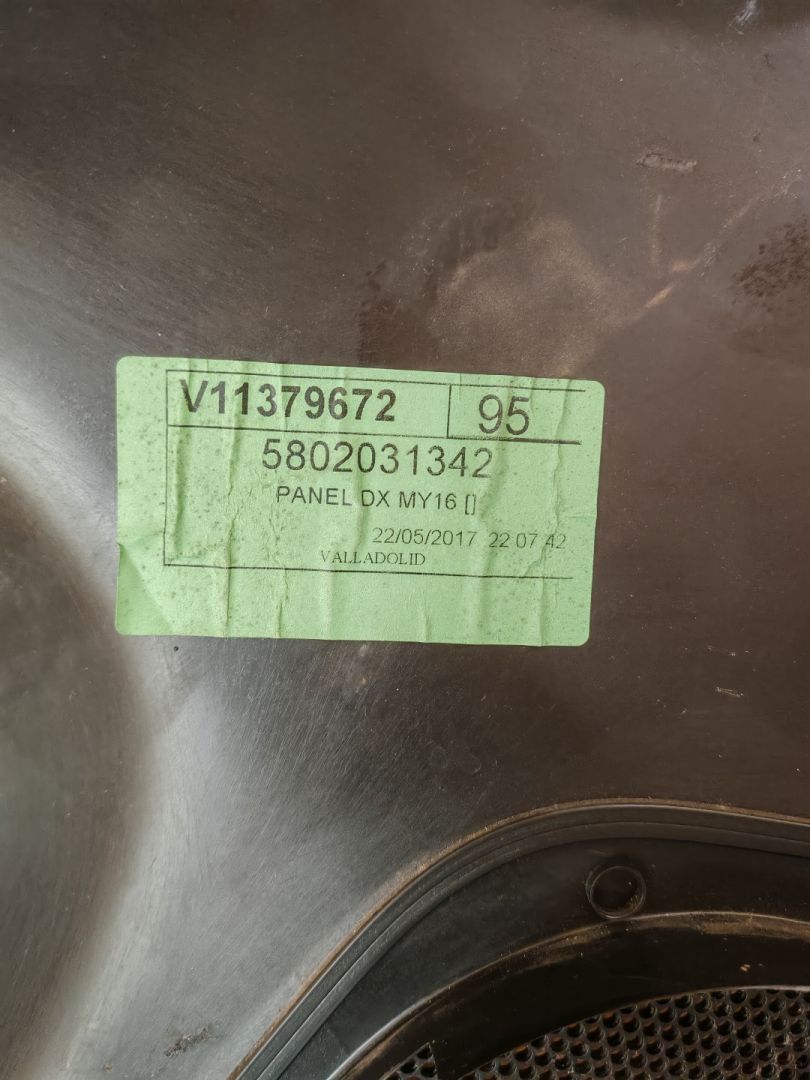 V11379672 95
5802031342
PANEL DX MY16 []
22/05/2017 22 07 42
VALLADOLID